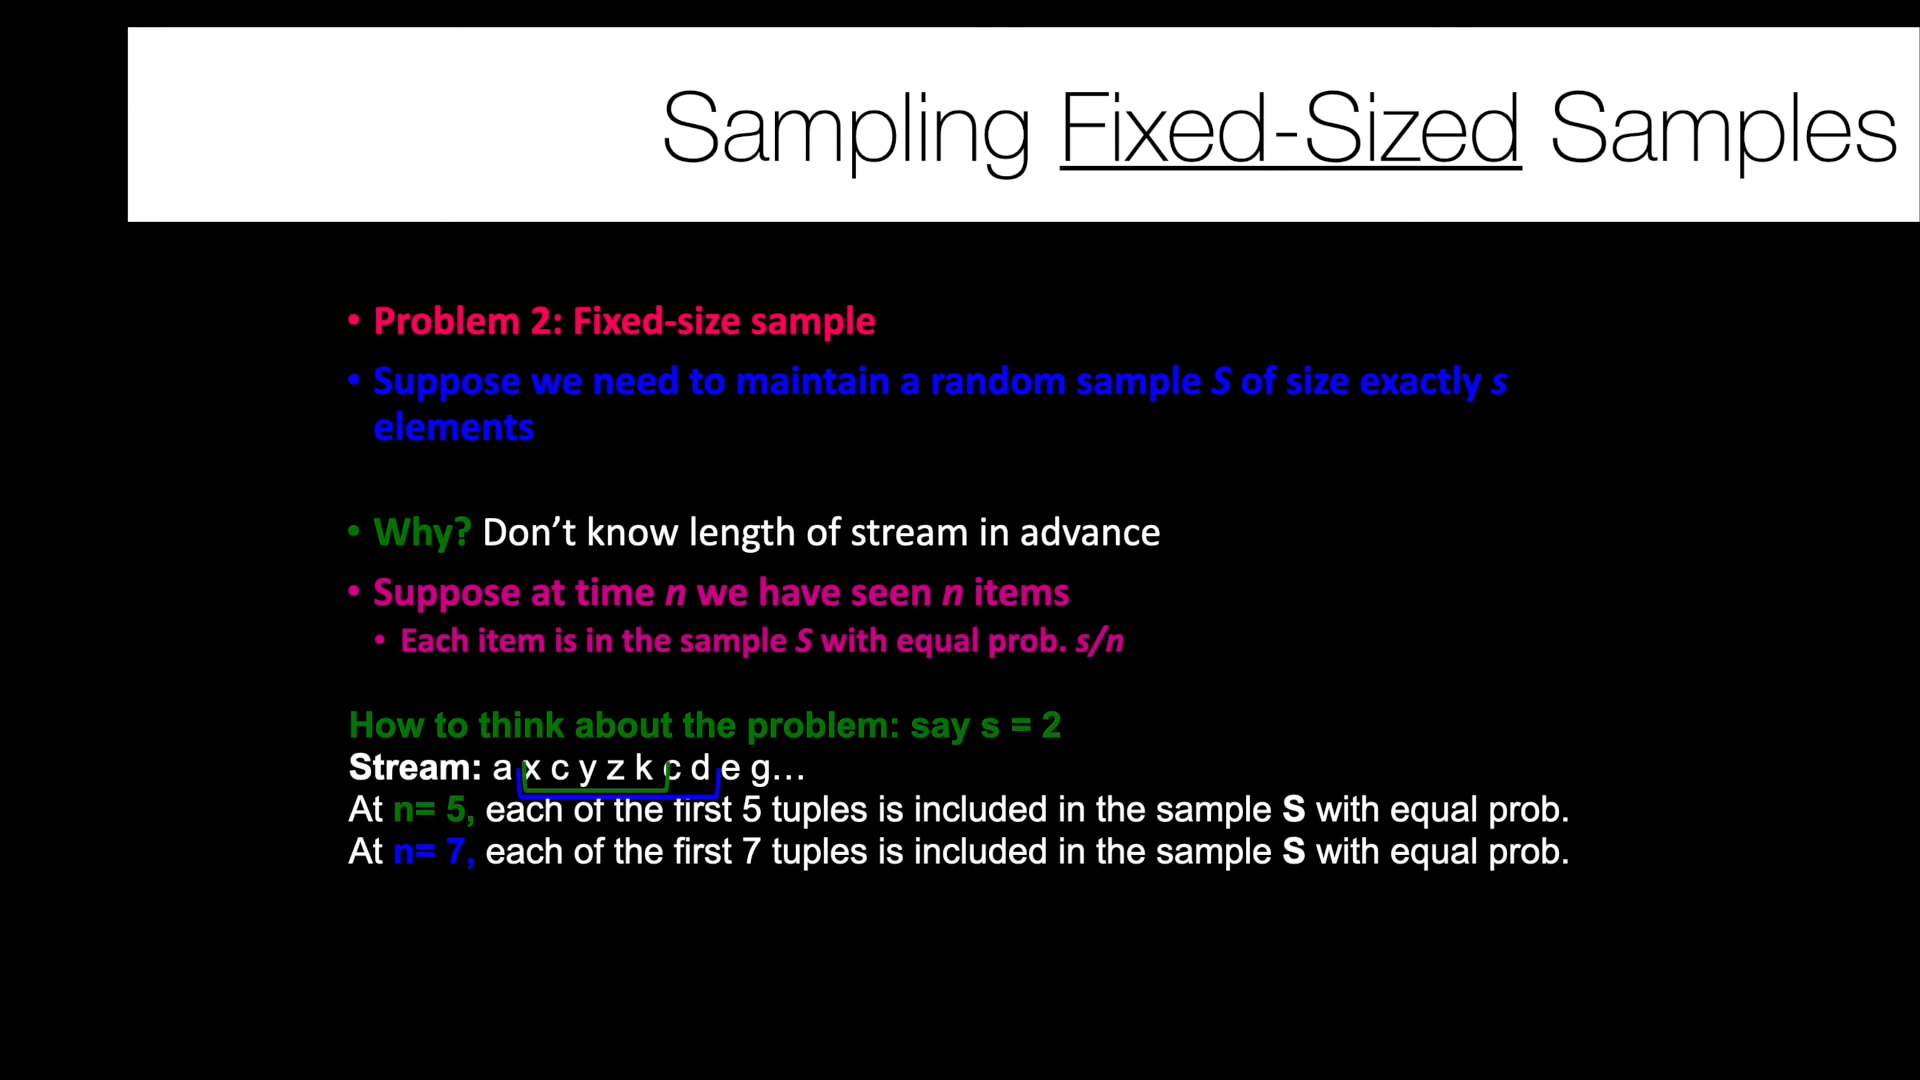 Sampling Fixed-Sized Samples
• Problem 2: Fixed-size sample
• Suppose we need to maintain a random sample S of size exactly s
elements
• Why? Don’t know length of stream in advance
• Suppose at time n we have seen n items
• Each item is in the sample S with equal prob. s/n
How to think about the problem: say s = 2
Stream: a x c y z k c d e g...
At n= 5, each of the first 5 tuples is included in the sample S with equal prob.
At n= 7, each of the first 7 tuples is included in the sample S with equal prob.